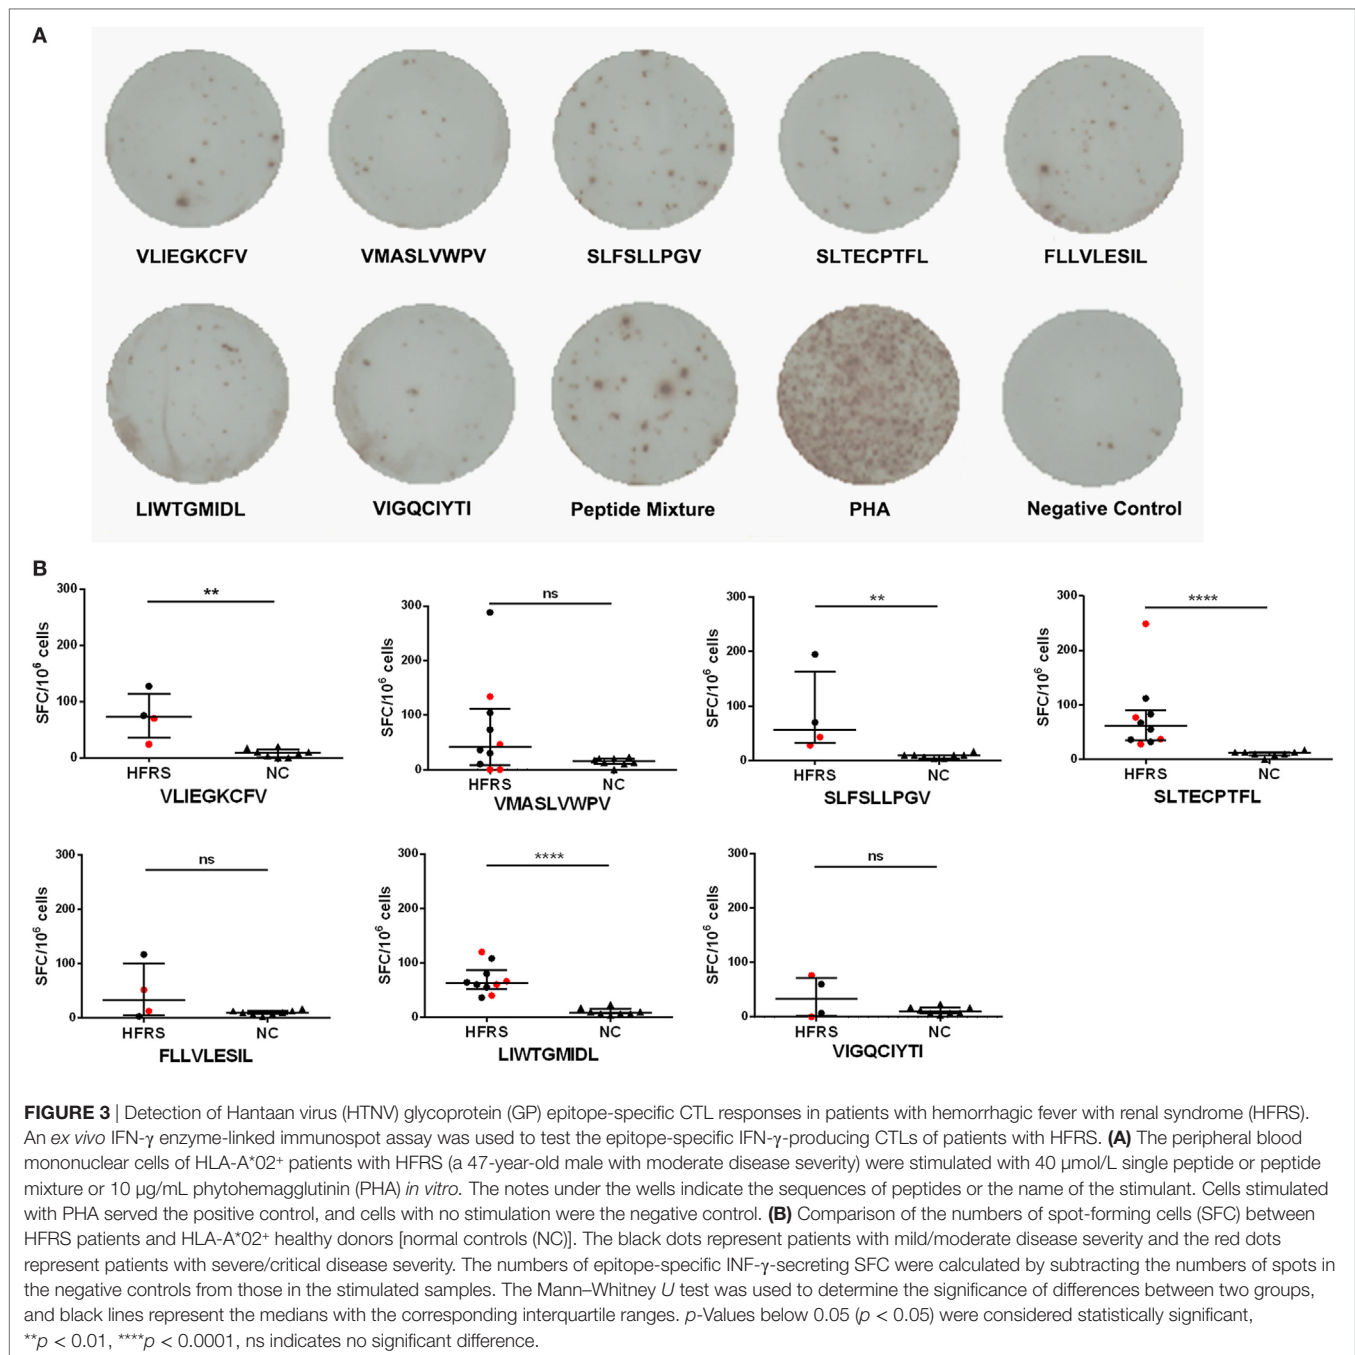 A
VLIEGKCFV VMASLVWPV SLFSLLPGV SLTECPTFL FLLVLESIL
LIWTGMIDL VIGQCIYTI Peptide Mixture PHA Negative Control
B
300
200
100
0
SFC/10⁶ cells
**
HFRS NC
VLIEGKCFV
300
200
100
0
SFC/10⁶ cells
ns
HFRS NC
VMASLVWPV
300
200
100
0
SFC/10⁶ cells
**
HFRS NC
SLFSLLPGV
300
200
100
0
SFC/10⁶ cells
****
HFRS NC
SLTECPTFL
300
200
100
0
SFC/10⁶ cells
ns
HFRS NC
FLLVLESIL
300
200
100
0
SFC/10⁶ cells
****
HFRS NC
LIWTGMIDL
300
200
100
0
SFC/10⁶ cells
ns
HFRS NC
VIGQCIYTI
FIGURE 3 | Detection of Hantaan virus (HTNV) glycoprotein (GP) epitope-specific CTL responses in patients with hemorrhagic fever with renal syndrome (HFRS).
An ex vivo IFN-γ enzyme-linked immunospot assay was used to test the epitope-specific IFN-γ-producing CTLs of patients with HFRS. (A) The peripheral blood
mononuclear cells of HLA-A*02⁺ patients with HFRS (a 47-year-old male with moderate disease severity) were stimulated with 40 µmol/L single peptide or peptide
mixture or 10 µg/mL phytohemagglutinin (PHA) in vitro. The notes under the wells indicate the sequences of peptides or the name of the stimulant. Cells stimulated
with PHA served the positive control, and cells with no stimulation were the negative control. (B) Comparison of the numbers of spot-forming cells (SFC) between
HFRS patients and HLA-A*02⁺ healthy donors [normal controls (NC)]. The black dots represent patients with mild/moderate disease severity and the red dots
represent patients with severe/critical disease severity. The numbers of epitope-specific INF-γ-secreting SFC were calculated by subtracting the numbers of spots in
the negative controls from those in the stimulated samples. The Mann–Whitney U test was used to determine the significance of differences between two groups,
and black lines represent the medians with the corresponding interquartile ranges. p-Values below 0.05 (p < 0.05) were considered statistically significant,
**p < 0.01, ****p < 0.0001, ns indicates no significant difference.